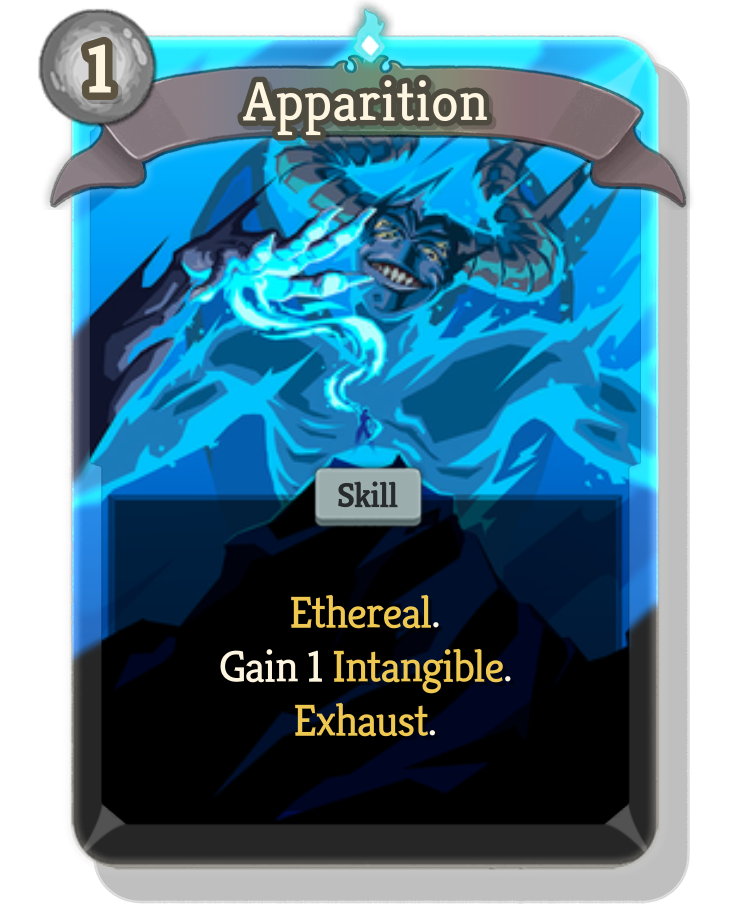 1
Apparition
Skill
Ethereal.
Gain 1 Intangible.
Exhaust.